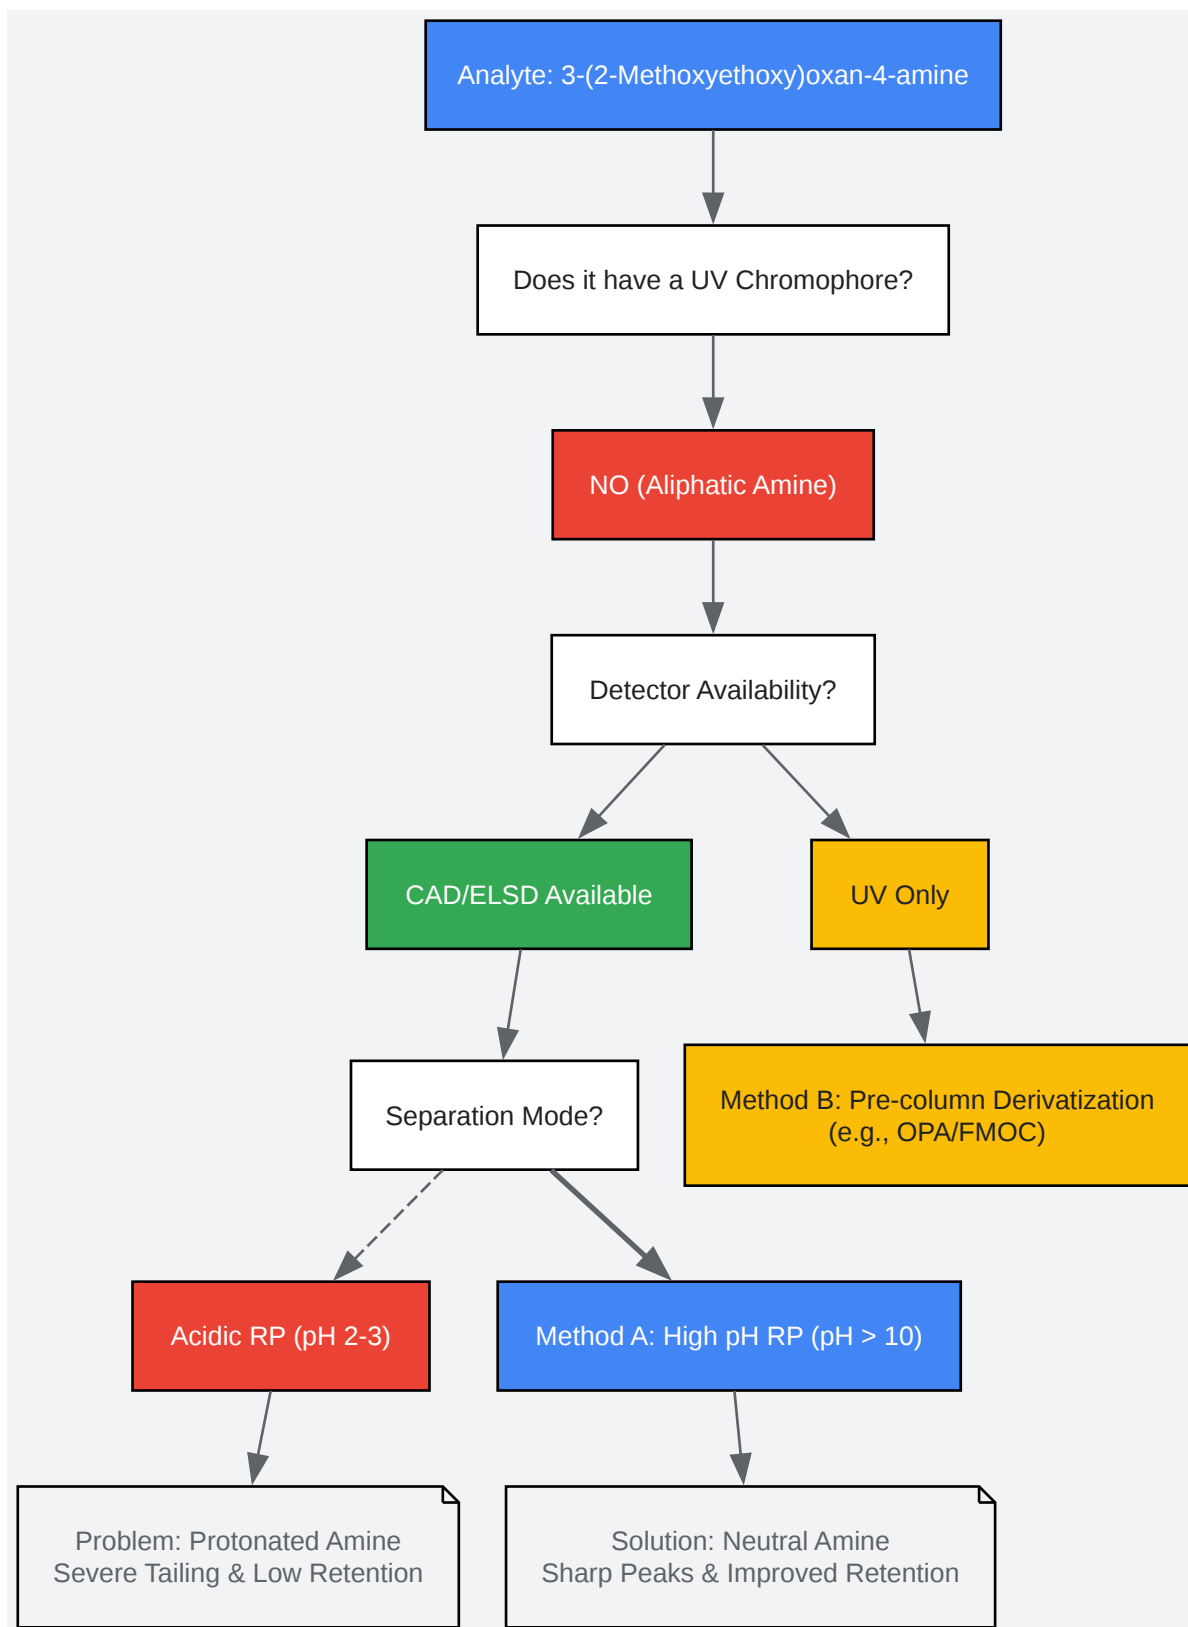 Analyte: 3-(2-Methoxyethoxy)oxan-4-amine
Does it have a UV Chromophore?
NO (Aliphatic Amine)
Detector Availability?
CAD/ELSD Available
UV Only
Separation Mode?
Method B: Pre-column Derivatization
(e.g., OPA/FMOC)
Acidic RP (pH 2-3)
Method A: High pH RP (pH > 10)
Problem: Protonated Amine
Severe Tailing & Low Retention
Solution: Neutral Amine
Sharp Peaks & Improved Retention